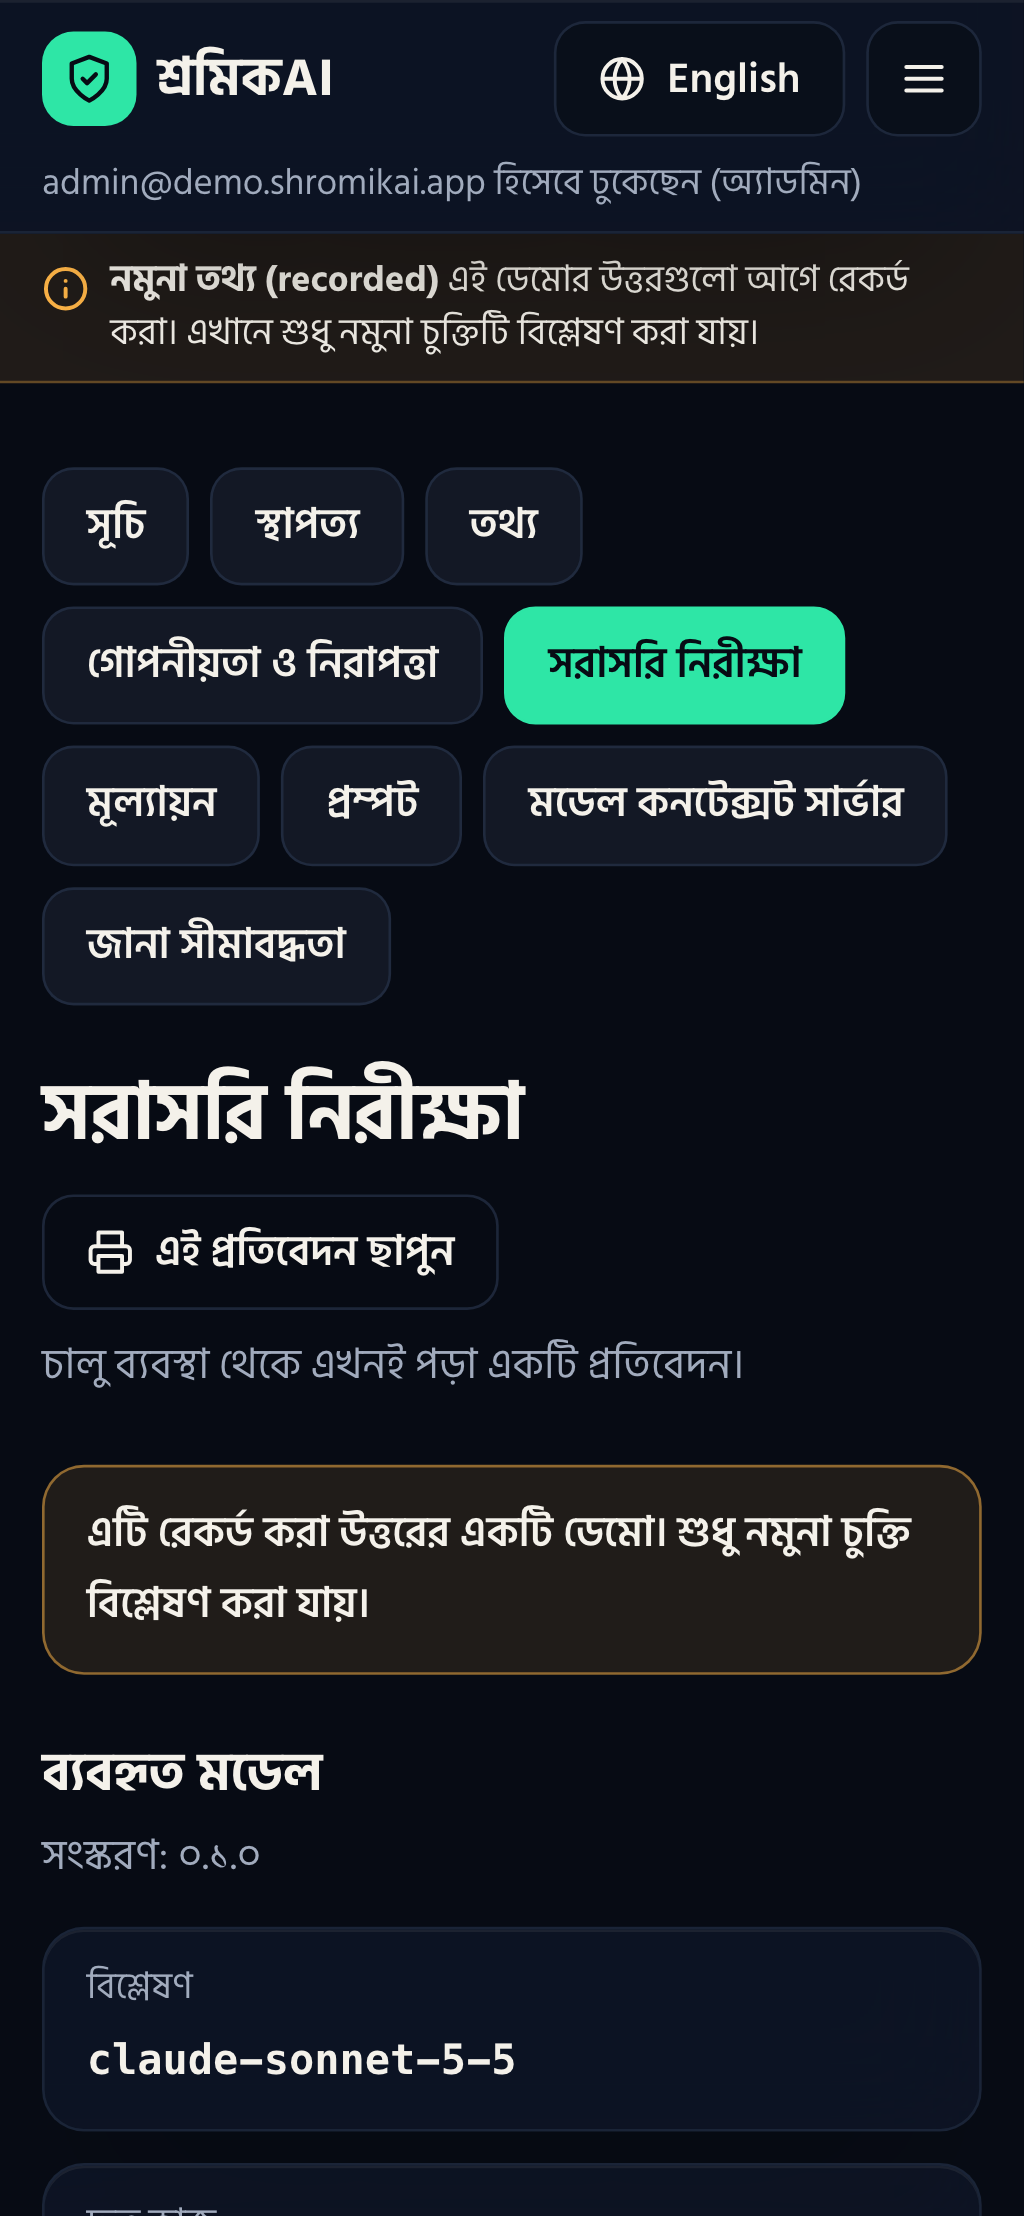 শ্রমিকAI
English
admin@demo.shromikai.app হিসেবে ঢুকেছেন (অ্যাডমিন)
নমুনা তথ্য (recorded) এই ডেমোর উত্তরগুলো আগে রেকর্ড
করা। এখানে শুধু নমুনা চুক্তিটি বিশ্লেষণ করা যায়।
সূচি
স্থাপত্য
তথ্য
গোপনীয়তা ও নিরাপত্তা
সরাসরি নিরীক্ষা
মূল্যায়ন
প্রম্পট
মডেল কনটেক্সট সার্ভার
জানা সীমাবদ্ধতা
সরাসরি নিরীক্ষা
এই প্রতিবেদন ছাপুন
চালু ব্যবস্থা থেকে এখনই পড়া একটি প্রতিবেদন।
এটি রেকর্ড করা উত্তরের একটি ডেমো। শুধু নমুনা চুক্তি
বিশ্লেষণ করা যায়।
ব্যবহৃত মডেল
সংস্করণ: ০.১.০
বিশ্লেষণ
claude-sonnet-5-5